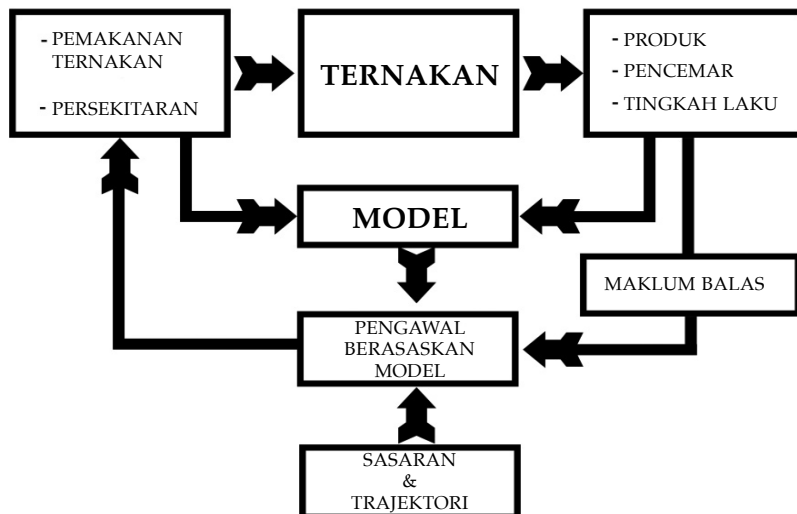 - PEMAKANAN
TERNAKAN
- PERSEKITARAN
TERNAKAN
- PRODUK
- PENCEMAR
- TINGKAH LAKU
MODEL
MAKLUM BALAS
PENGAWAL
BERASASKAN
MODEL
SASARAN
&
TRAJEKTORI